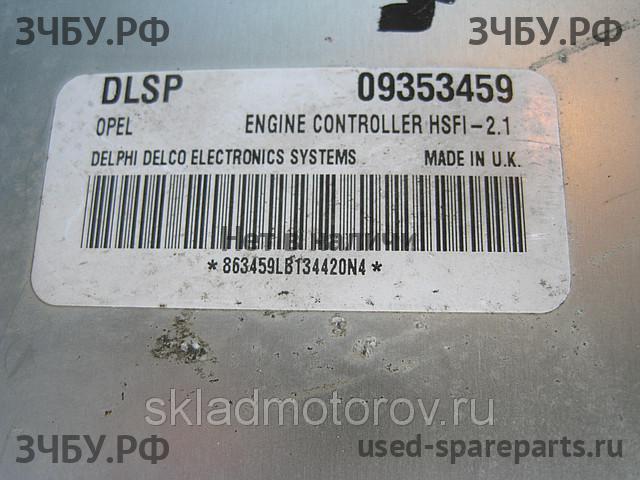 ЗЧБУ.РФ ЗЧБУ.РФ
DLSP 09353459
OPEL ENGINE CONTROLLER HSFI-2.1
DELPHI DELCO ELECTRONICS SYSTEMS MADE IN U.K.
Нет в наличии
*863459LB134420N4*
skladmotorov.ru
ЗЧБУ.РФ used-spareparts.ru